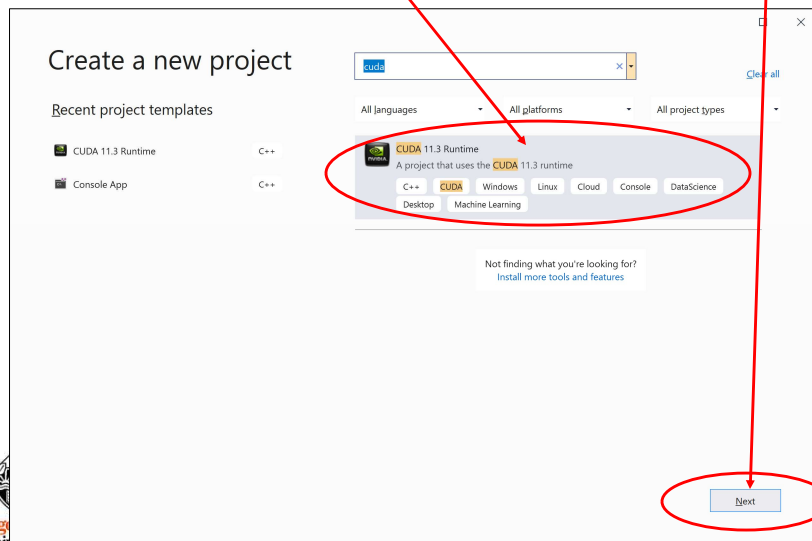 Create a new project
cuda
Clear all
Recent project templates
All languages
All platforms
All project types
CUDA 11.3 Runtime
C++
Console App
C++
CUDA 11.3 Runtime
A project that uses the CUDA 11.3 runtime
C++ CUDA Windows Linux Cloud Console DataScience
Desktop Machine Learning
Not finding what you're looking for?
Install more tools and features
Next